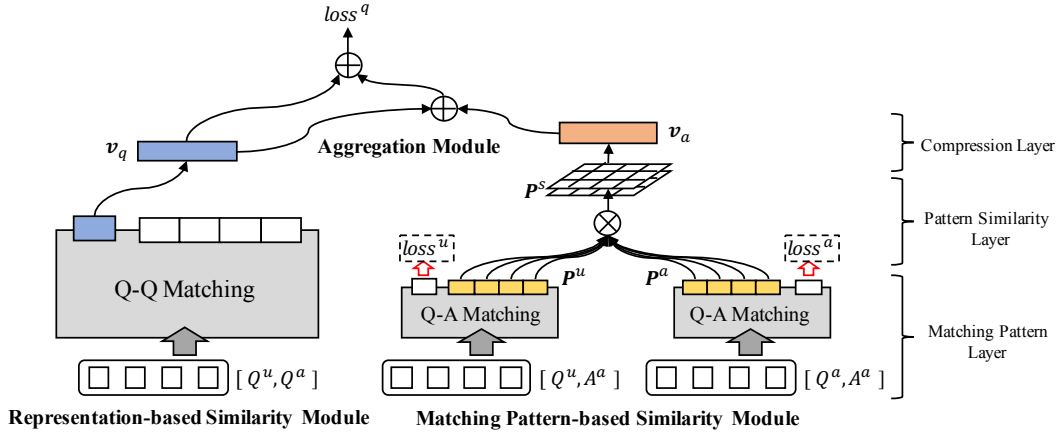 loss^q
v_q
Aggregation Module
v_a
Compression Layer
P^s
Pattern Similarity
Layer
loss^u
loss^a
P^u
P^a
Q-Q Matching
Q-A Matching
Q-A Matching
Matching Pattern
Layer
[ Q^u, Q^a ]
[ Q^u, A^a ]
[ Q^a, A^a ]
Representation-based Similarity Module
Matching Pattern-based Similarity Module